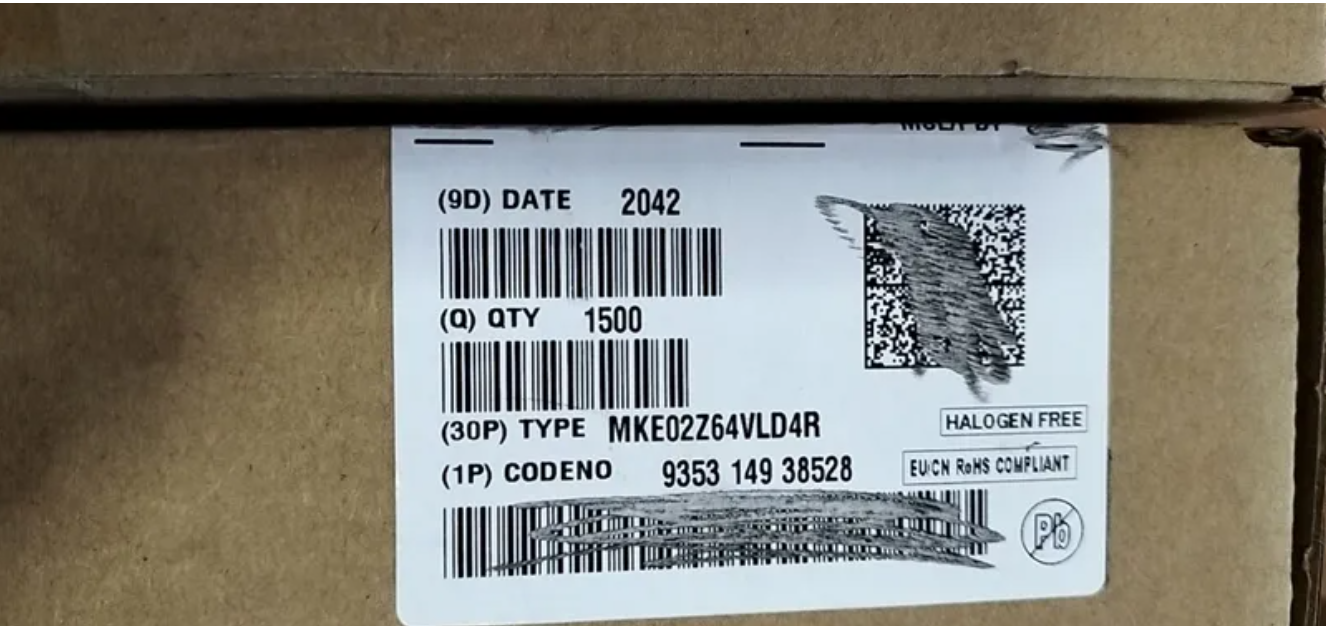 (9D) DATE 2042
(Q) QTY 1500
(30P) TYPE MKE02Z64VLD4R
HALOGEN FREE
(1P) CODENO 9353 149 38528
EU/CN RoHS COMPLIANT
Pb